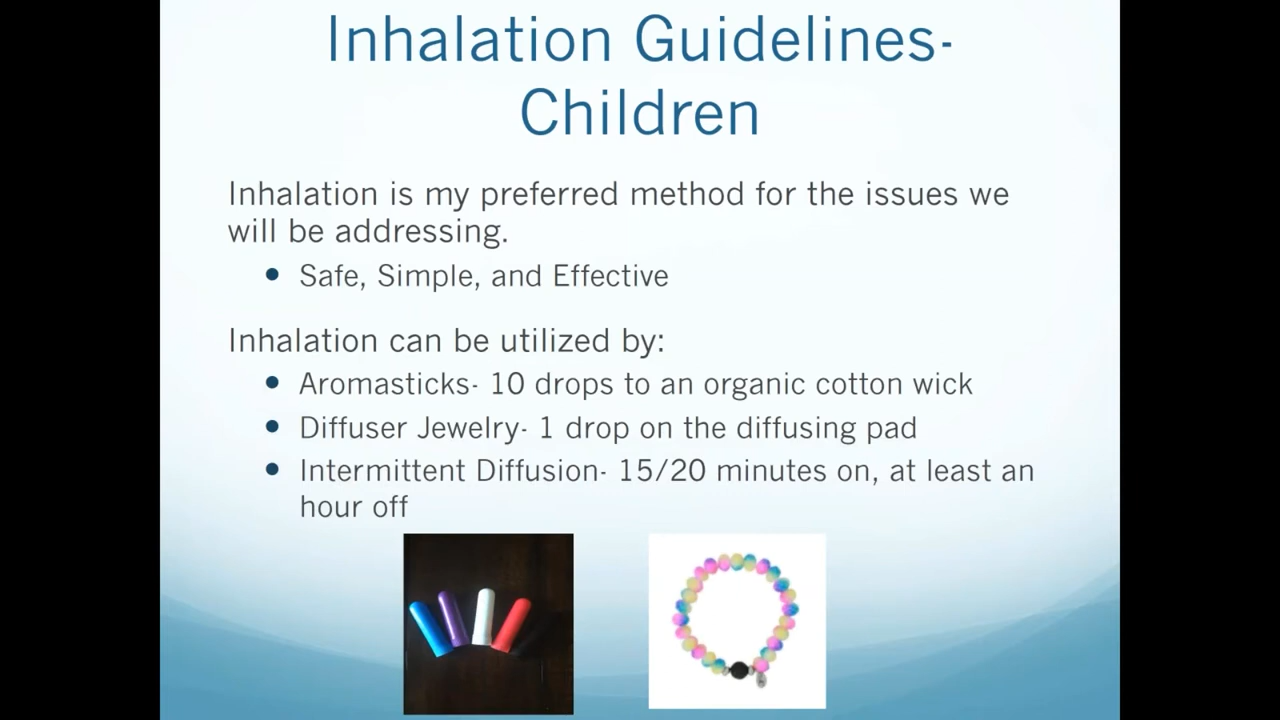 Inhalation Guidelines-
Children
Inhalation is my preferred method for the issues we
will be addressing.
• Safe, Simple, and Effective
Inhalation can be utilized by:
• Aromasticks- 10 drops to an organic cotton wick
• Diffuser Jewelry- 1 drop on the diffusing pad
• Intermittent Diffusion- 15/20 minutes on, at least an
hour off